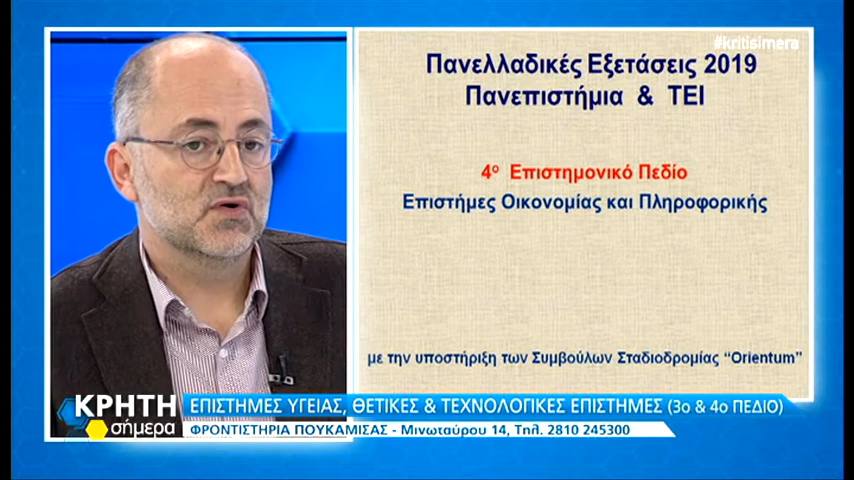 #kritisimera
Πανελλαδικές Εξετάσεις 2019
Πανεπιστήμια & ΤΕΙ
4ο Επιστημονικό Πεδίο
Επιστήμες Οικονομίας και Πληροφορικής
με την υποστήριξη των Συμβούλων Σταδιοδρομίας “Orientum”
ΚΡΗΤΗ
σήμερα
ΕΠΙΣΤΗΜΕΣ ΥΓΕΙΑΣ, ΘΕΤΙΚΕΣ & ΤΕΧΝΟΛΟΓΙΚΕΣ ΕΠΙΣΤΗΜΕΣ (3ο & 4ο ΠΕΔΙΟ)
ΦΡΟΝΤΙΣΤΗΡΙΑ ΠΟΥΚΑΜΙΣΑΣ - Μινωταύρου 14, Τηλ. 2810 245300